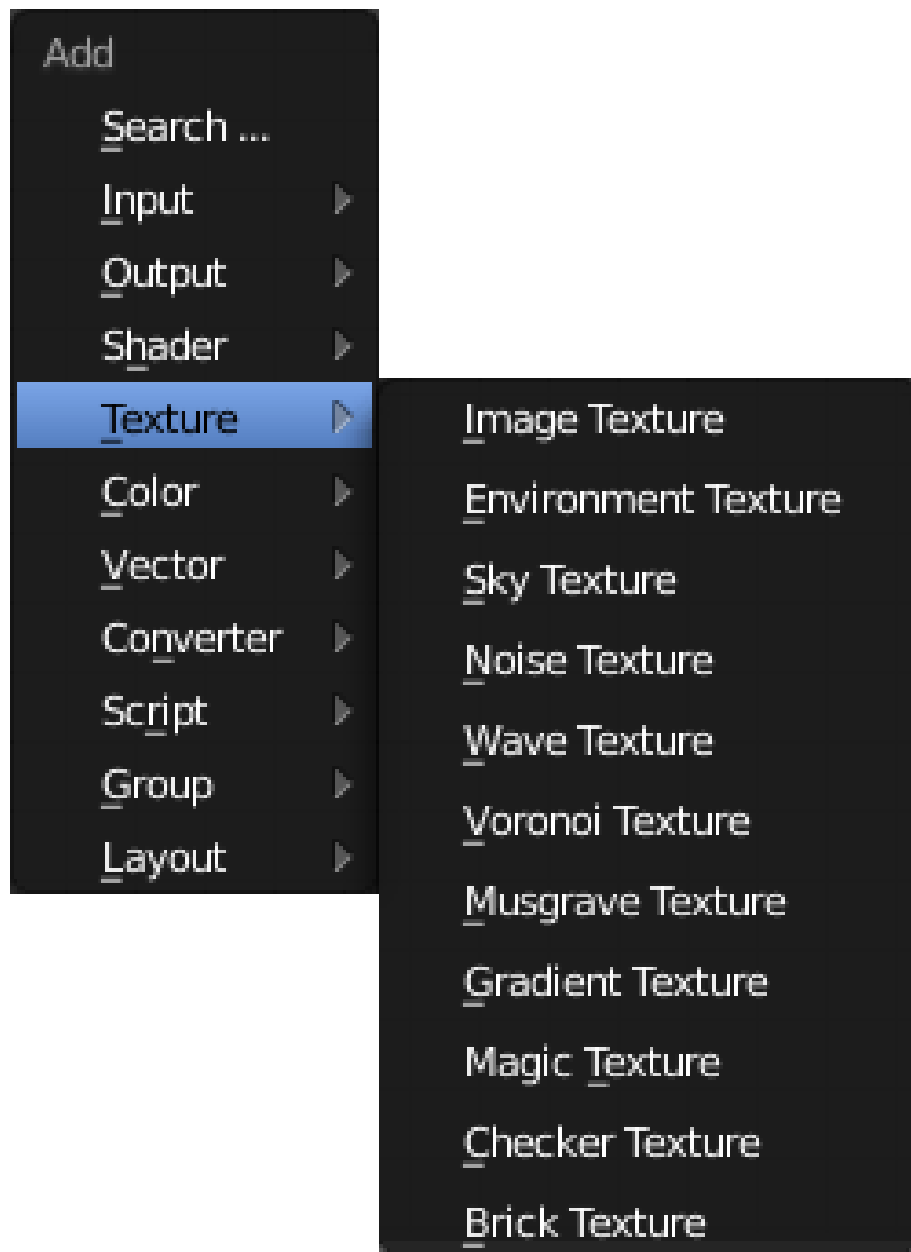 Add
Search ...
Input
Output
Shader
Texture
Color
Vector
Converter
Script
Group
Layout
Image Texture
Environment Texture
Sky Texture
Noise Texture
Wave Texture
Voronoi Texture
Musgrave Texture
Gradient Texture
Magic Texture
Checker Texture
Brick Texture